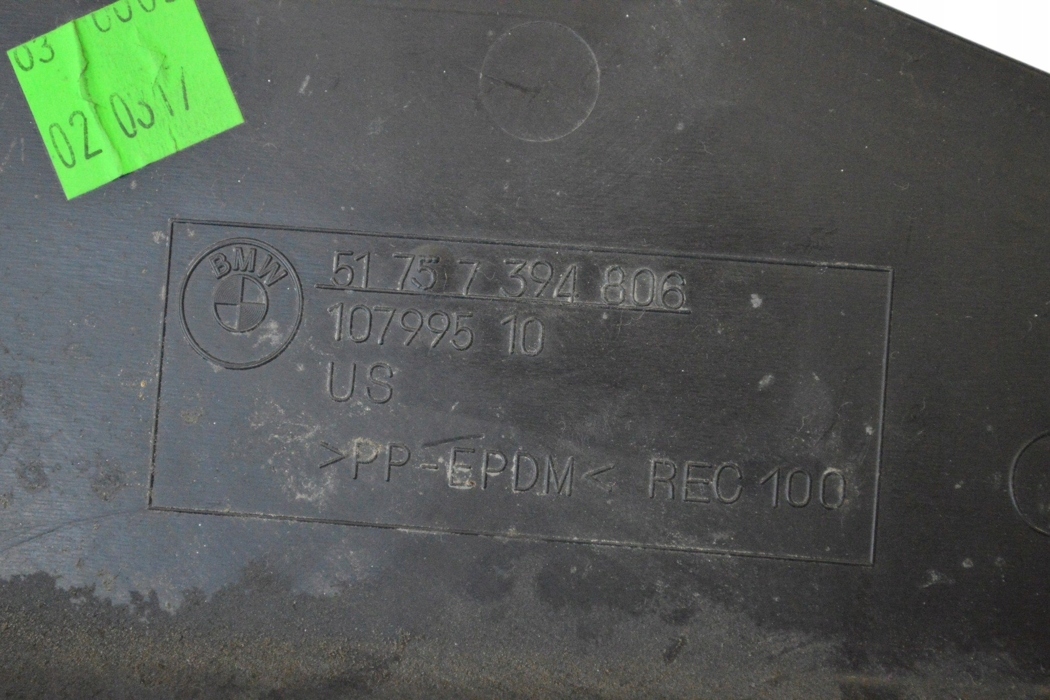 03
02 0317
BMW
51 75 7 394 806
107995 10
US
>PP-EPDM< REC 100